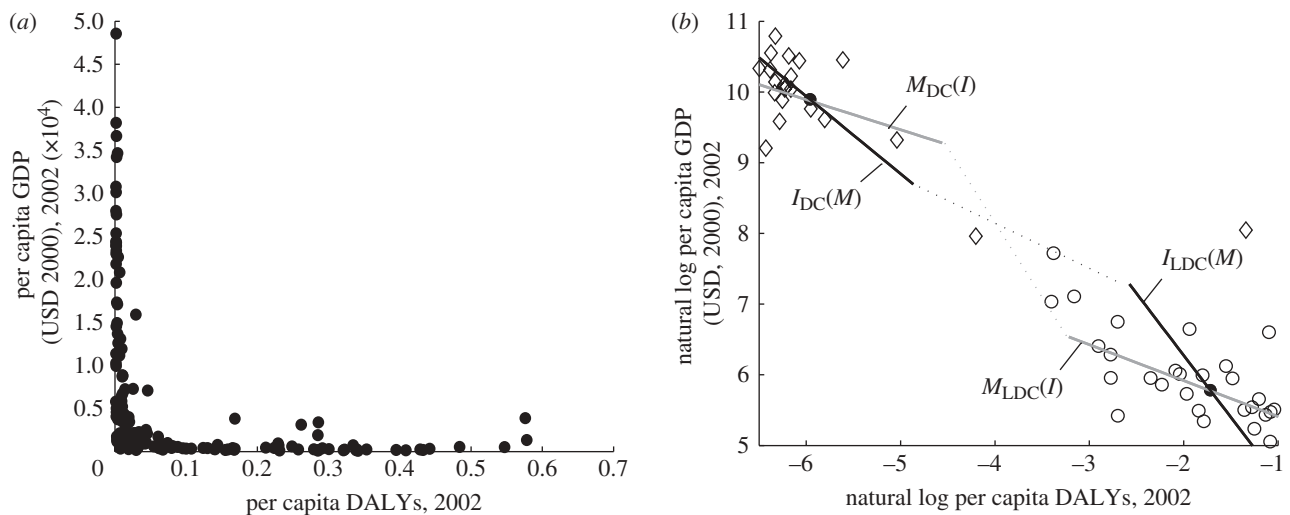 (a)
5.0
4.5
4.0
3.5
3.0
2.5
2.0
1.5
1.0
0.5
0
0.1
0.2
0.3
0.4
0.5
0.6
0.7
per capita GDP
(USD 2000), 2002 (×10⁴)
per capita DALYs, 2002
(b)
11
10
9
8
7
6
5
–6
–5
–4
–3
–2
–1
natural log per capita GDP
(USD, 2000), 2002
natural log per capita DALYs, 2002
M_DC(I)
I_DC(M)
I_LDC(M)
M_LDC(I)